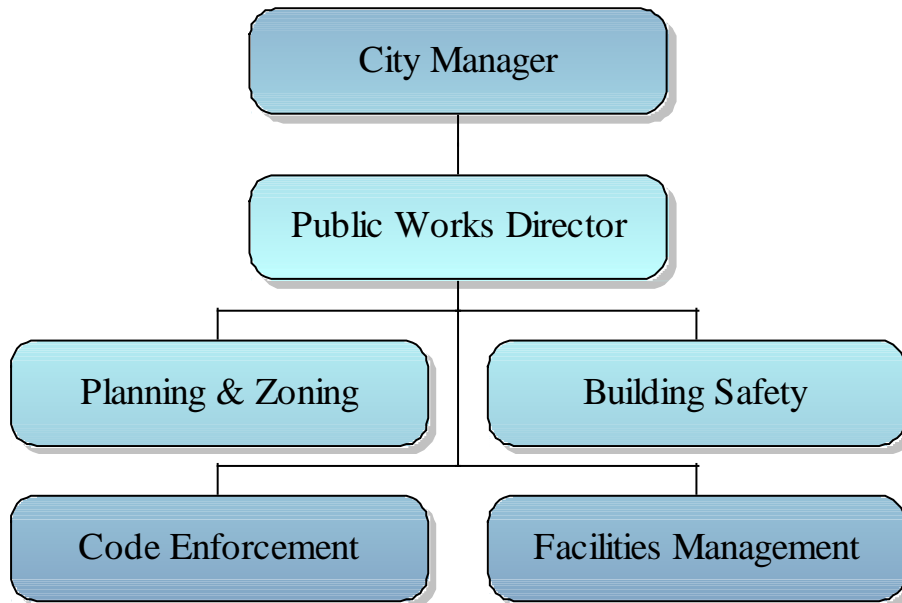 City Manager
Public Works Director
Planning & Zoning
Building Safety
Code Enforcement
Facilities Management